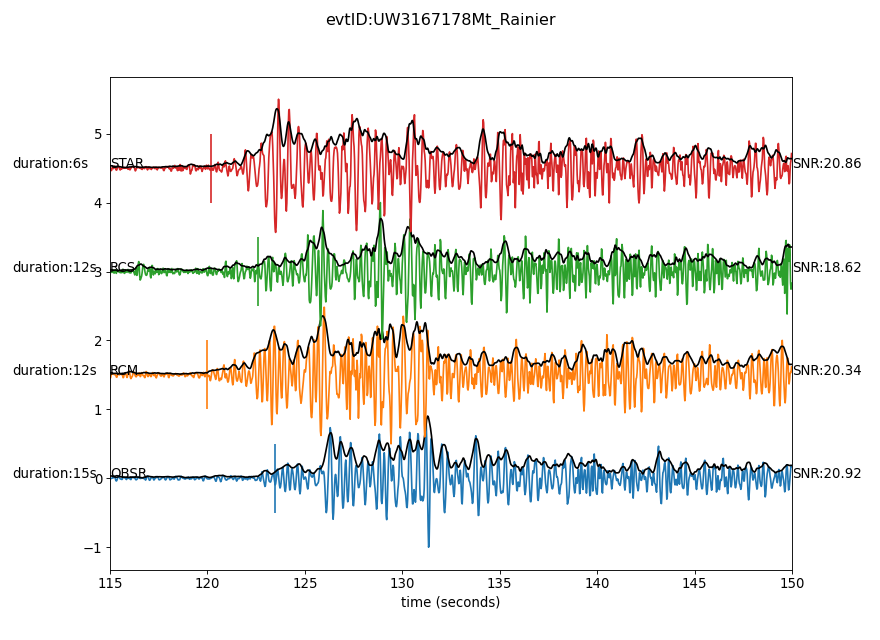 evtID:UW3167178Mt_Rainier
5
duration:6s STAR SNR:20.86
4
duration:12s RCS SNR:18.62
3
2
duration:12s RCM SNR:20.34
1
duration:15s OBSR SNR:20.92
0
−1
115 120 125 130 135 140 145 150
time (seconds)